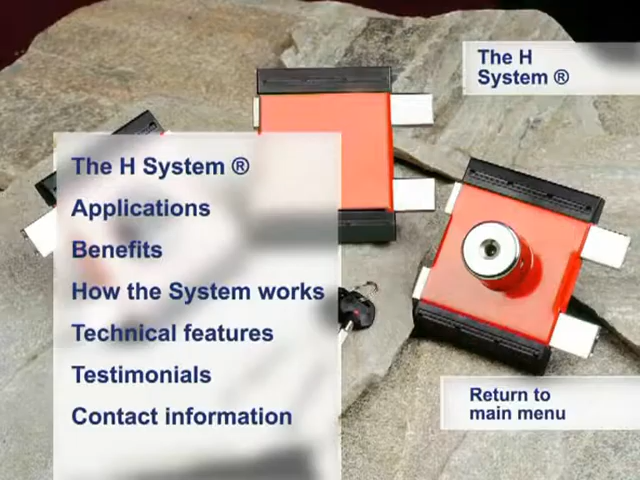 The H
System ®
The H System ®
Applications
Benefits
How the System works
Technical features
Testimonials
Contact information
Return to
main menu